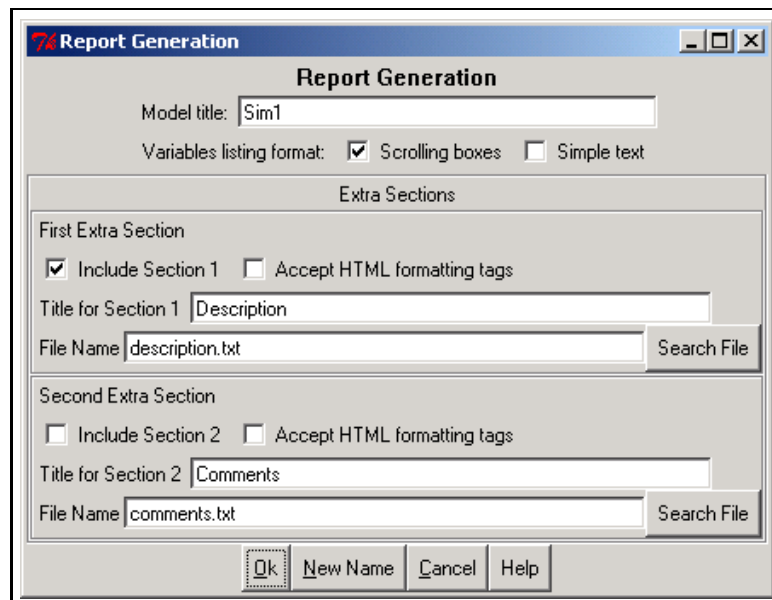 Report Generation
Report Generation
Model title: Sim1
Variables listing format: Scrolling boxes Simple text
Extra Sections
First Extra Section
Include Section 1 Accept HTML formatting tags
Title for Section 1 Description
File Name description.txt Search File
Second Extra Section
Include Section 2 Accept HTML formatting tags
Title for Section 2 Comments
File Name comments.txt Search File
Ok New Name Cancel Help